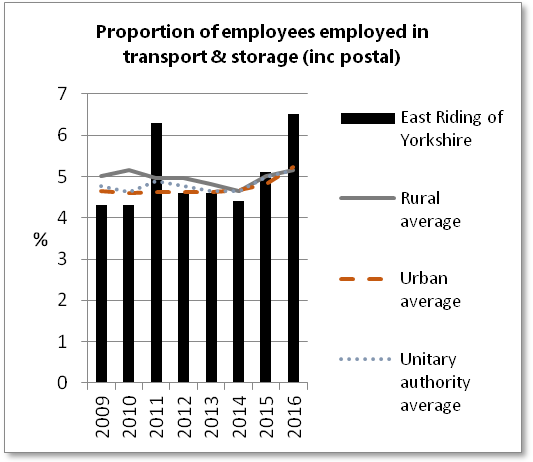 Proportion of employees employed in
transport & storage (inc postal)
7
6
5
4
3
2
1
0
%
2009
2010
2011
2012
2013
2014
2015
2016
East Riding of
Yorkshire
Rural
average
Urban
average
Unitary
authority
average